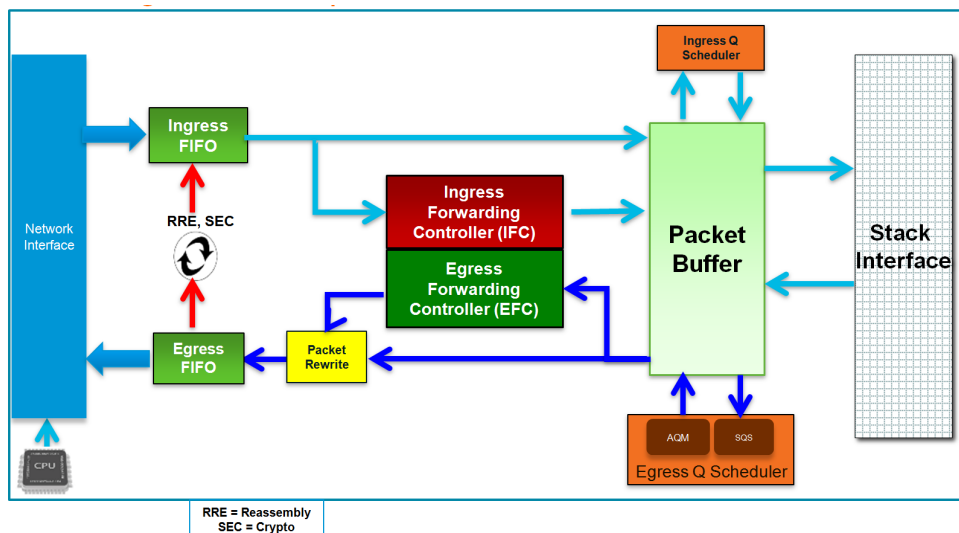 Ingress Q
Scheduler
Ingress
FIFO
Ingress
Forwarding
Controller (IFC)
RRE, SEC
Network
Interface
Packet
Buffer
Stack
Interface
Egress
Forwarding
Controller (EFC)
Egress
FIFO
Packet
Rewrite
AQM
SQS
Egress Q Scheduler
CPU
RRE = Reassembly
SEC = Crypto